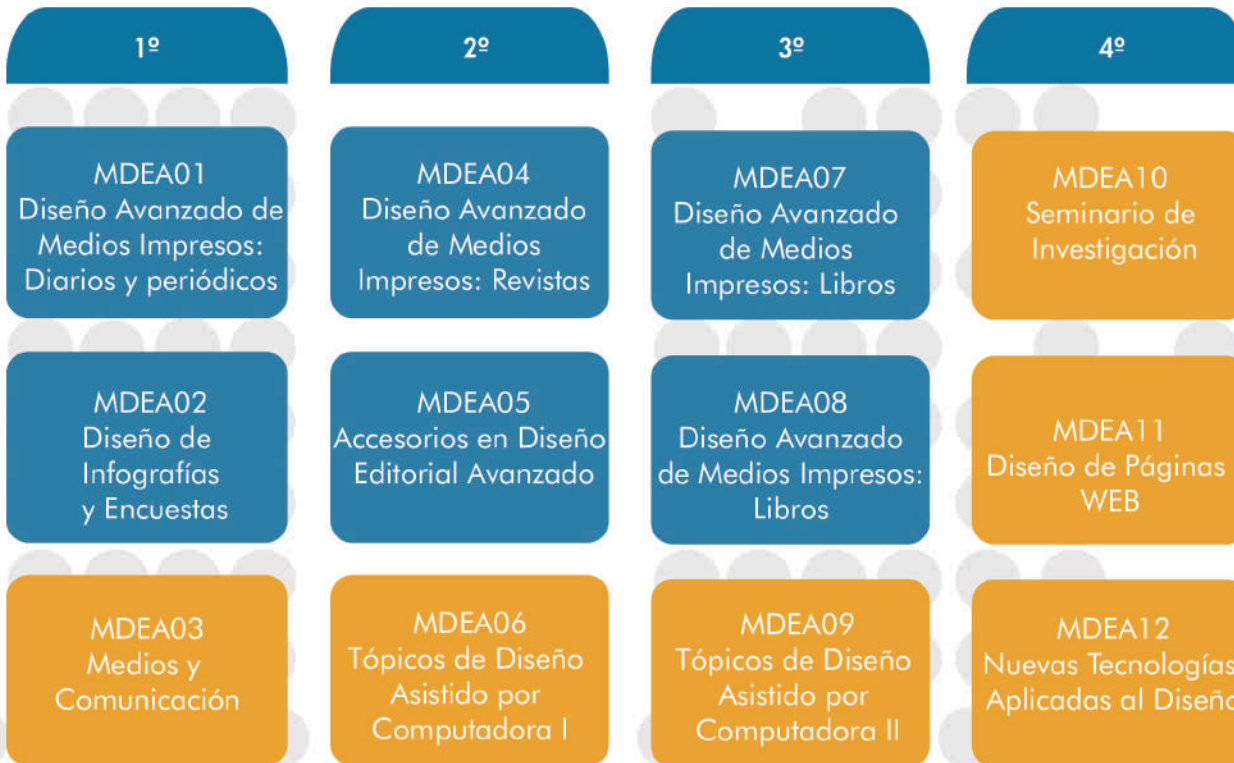 1º
2º
3º
4º
MDEA01
Diseño Avanzado de
Medios Impresos:
Diarios y periódicos
MDEA04
Diseño Avanzado
de Medios
Impresos: Revistas
MDEA07
Diseño Avanzado
de Medios
Impresos: Libros
MDEA10
Seminario de
Investigación
MDEA02
Diseño de
Infografías
y Encuestas
MDEA05
Accesorios en Diseño
Editorial Avanzado
MDEA08
Diseño Avanzado
de Medios Impresos:
Libros
MDEA11
Diseño de Páginas
WEB
MDEA03
Medios y
Comunicación
MDEA06
Tópicos de Diseño
Asistido por
Computadora I
MDEA09
Tópicos de Diseño
Asistido por
Computadora II
MDEA12
Nuevas Tecnologías
Aplicadas al Diseño